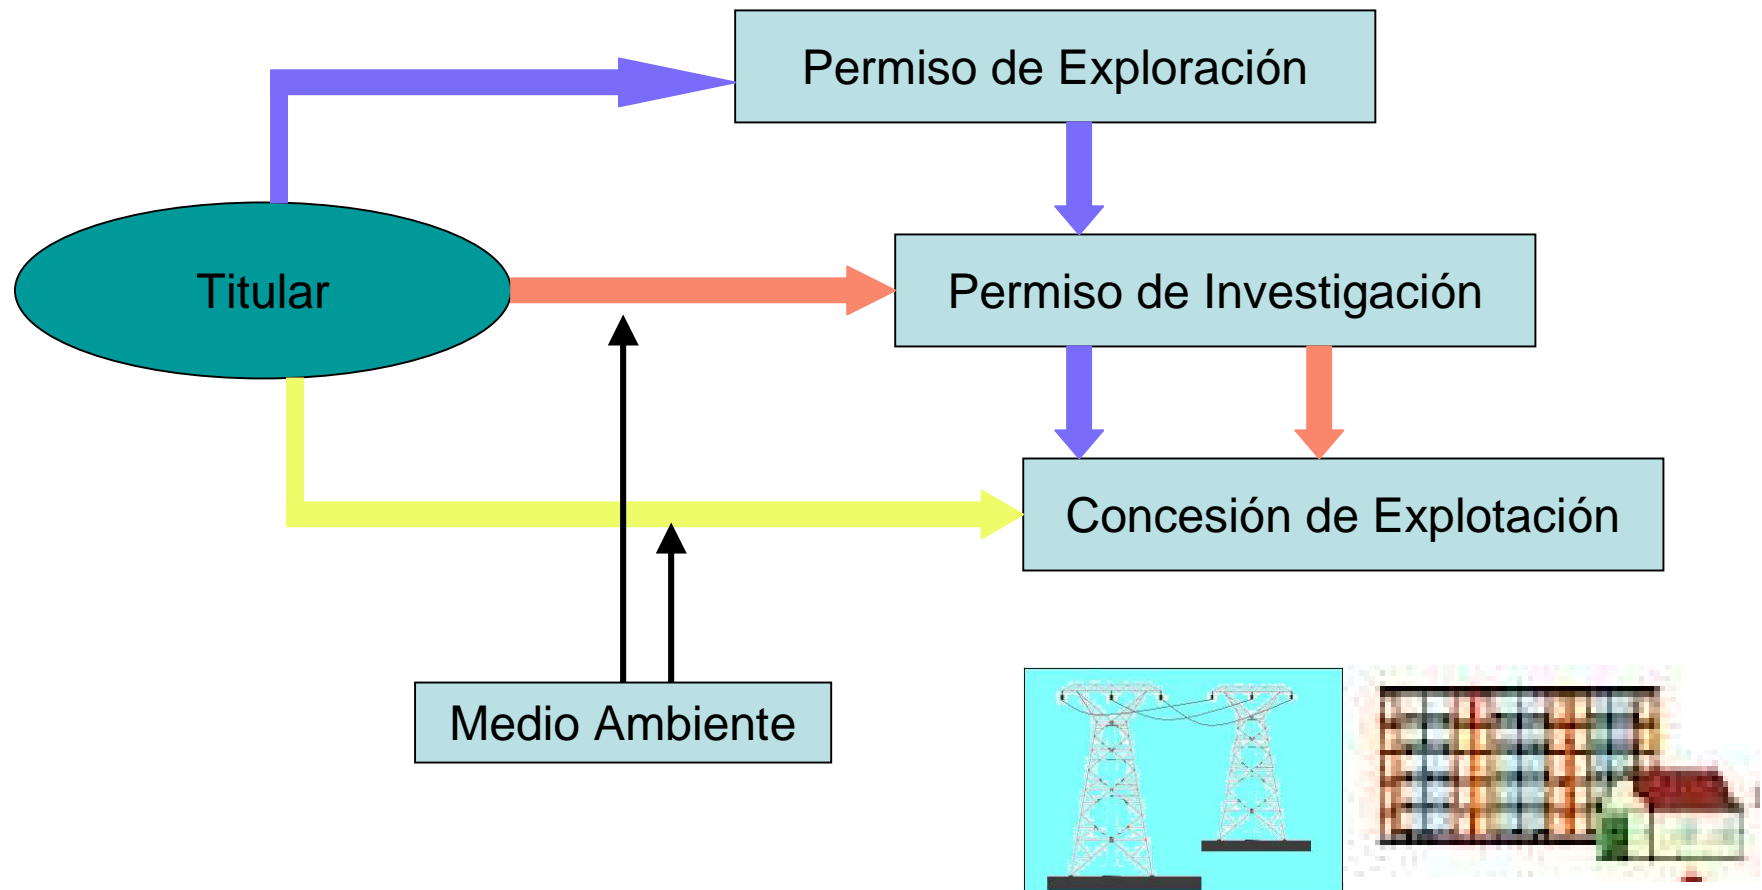 Permiso de Exploración
Titular
Permiso de Investigación
Concesión de Explotación
Medio Ambiente